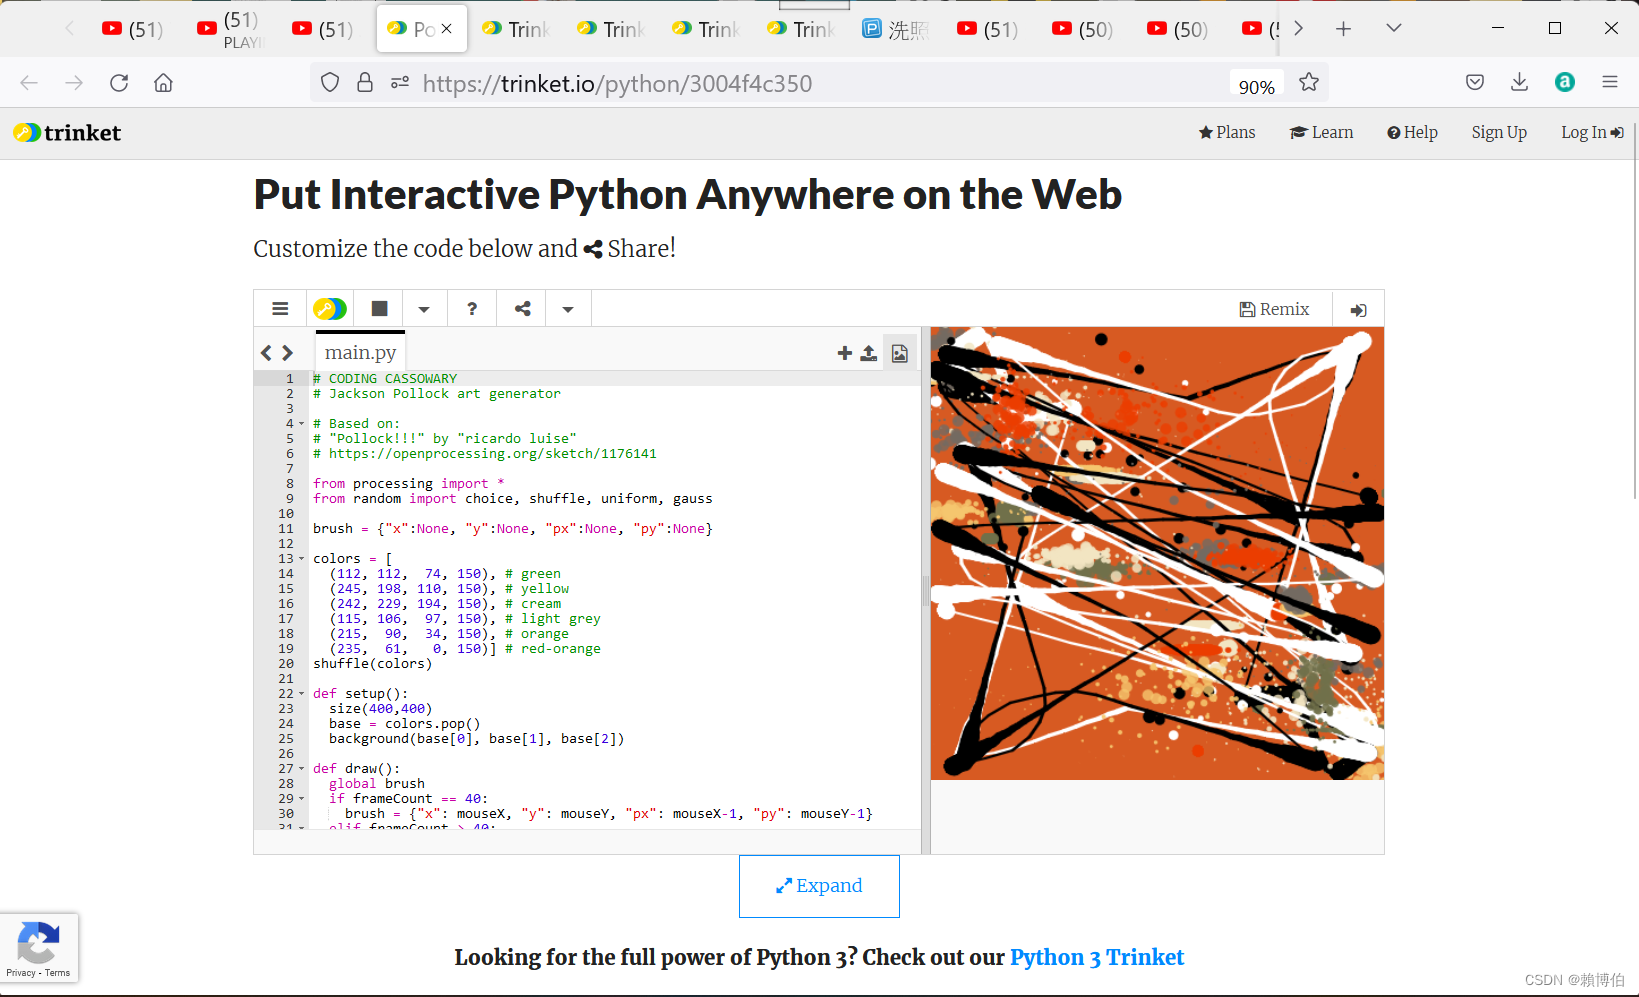 (51)
(51)
PLAYI
(51)
Po
Trink
Trink
Trink
Trink
洗照
(51)
(50)
(50)
(5
https://trinket.io/python/3004f4c350
90%
trinket
Plans
Learn
Help
Sign Up
Log In
Put Interactive Python Anywhere on the Web
Customize the code below and Share!
?
Remix
main.py
1 # CODING CASSOWARY
2 # Jackson Pollock art generator
3
4 # Based on:
5 # "Pollock!!!" by "ricardo luise"
6 # https://openprocessing.org/sketch/1176141
7
8 from processing import *
9 from random import choice, shuffle, uniform, gauss
10
11 brush = {"x":None, "y":None, "px":None, "py":None}
12
13 colors = [
14 (112, 112, 74, 150), # green
15 (245, 198, 110, 150), # yellow
16 (242, 229, 194, 150), # cream
17 (115, 106, 97, 150), # light grey
18 (215, 90, 34, 150), # orange
19 (235, 61, 0, 150)] # red-orange
20 shuffle(colors)
21
22 def setup():
23 size(400,400)
24 base = colors.pop()
25 background(base[0], base[1], base[2])
26
27 def draw():
28 global brush
29 if frameCount == 40:
30 brush = {"x": mouseX, "y": mouseY, "px": mouseX-1, "py": mouseY-1}
31 elif frameCount > 40:
Expand
Looking for the full power of Python 3? Check out our Python 3 Trinket
Privacy - Terms
CSDN @賴博伯